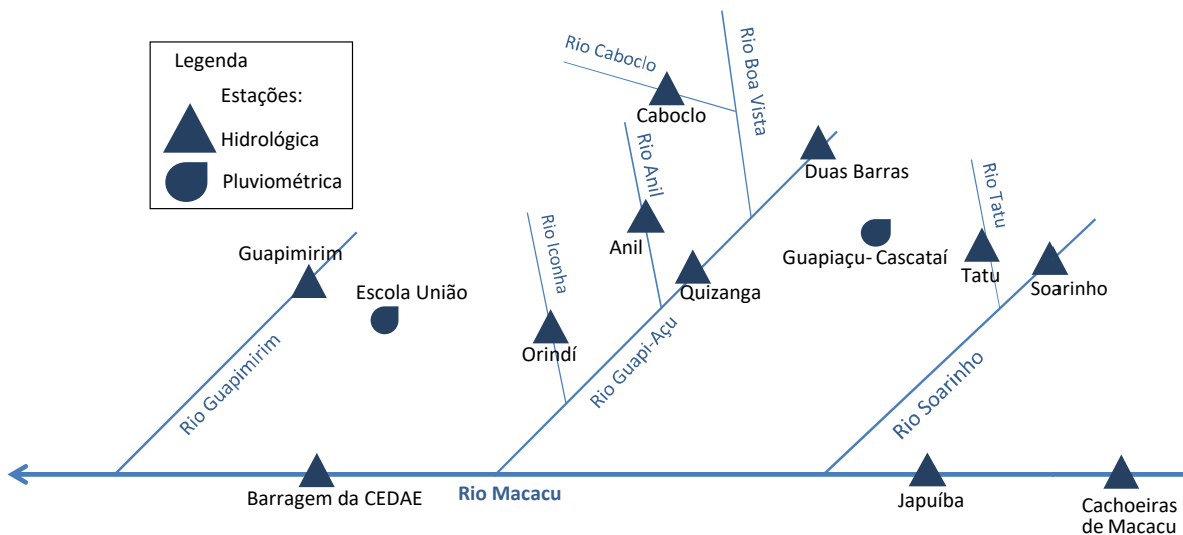 Legenda
Estações:
Hidrológica
Pluviométrica
Rio Caboclo
Caboclo
Rio Boa Vista
Duas Barras
Rio Anil
Anil
Quizanga
Guapiaçu- Cascataí
Rio Tatu
Tatu
Soarinho
Guapimirim
Escola União
Rio Iconha
Orindí
Rio Guapimirim
Rio Guapi-Açu
Rio Soarinho
Barragem da CEDAE
Rio Macacu
Japuíba
Cachoeiras
de Macacu